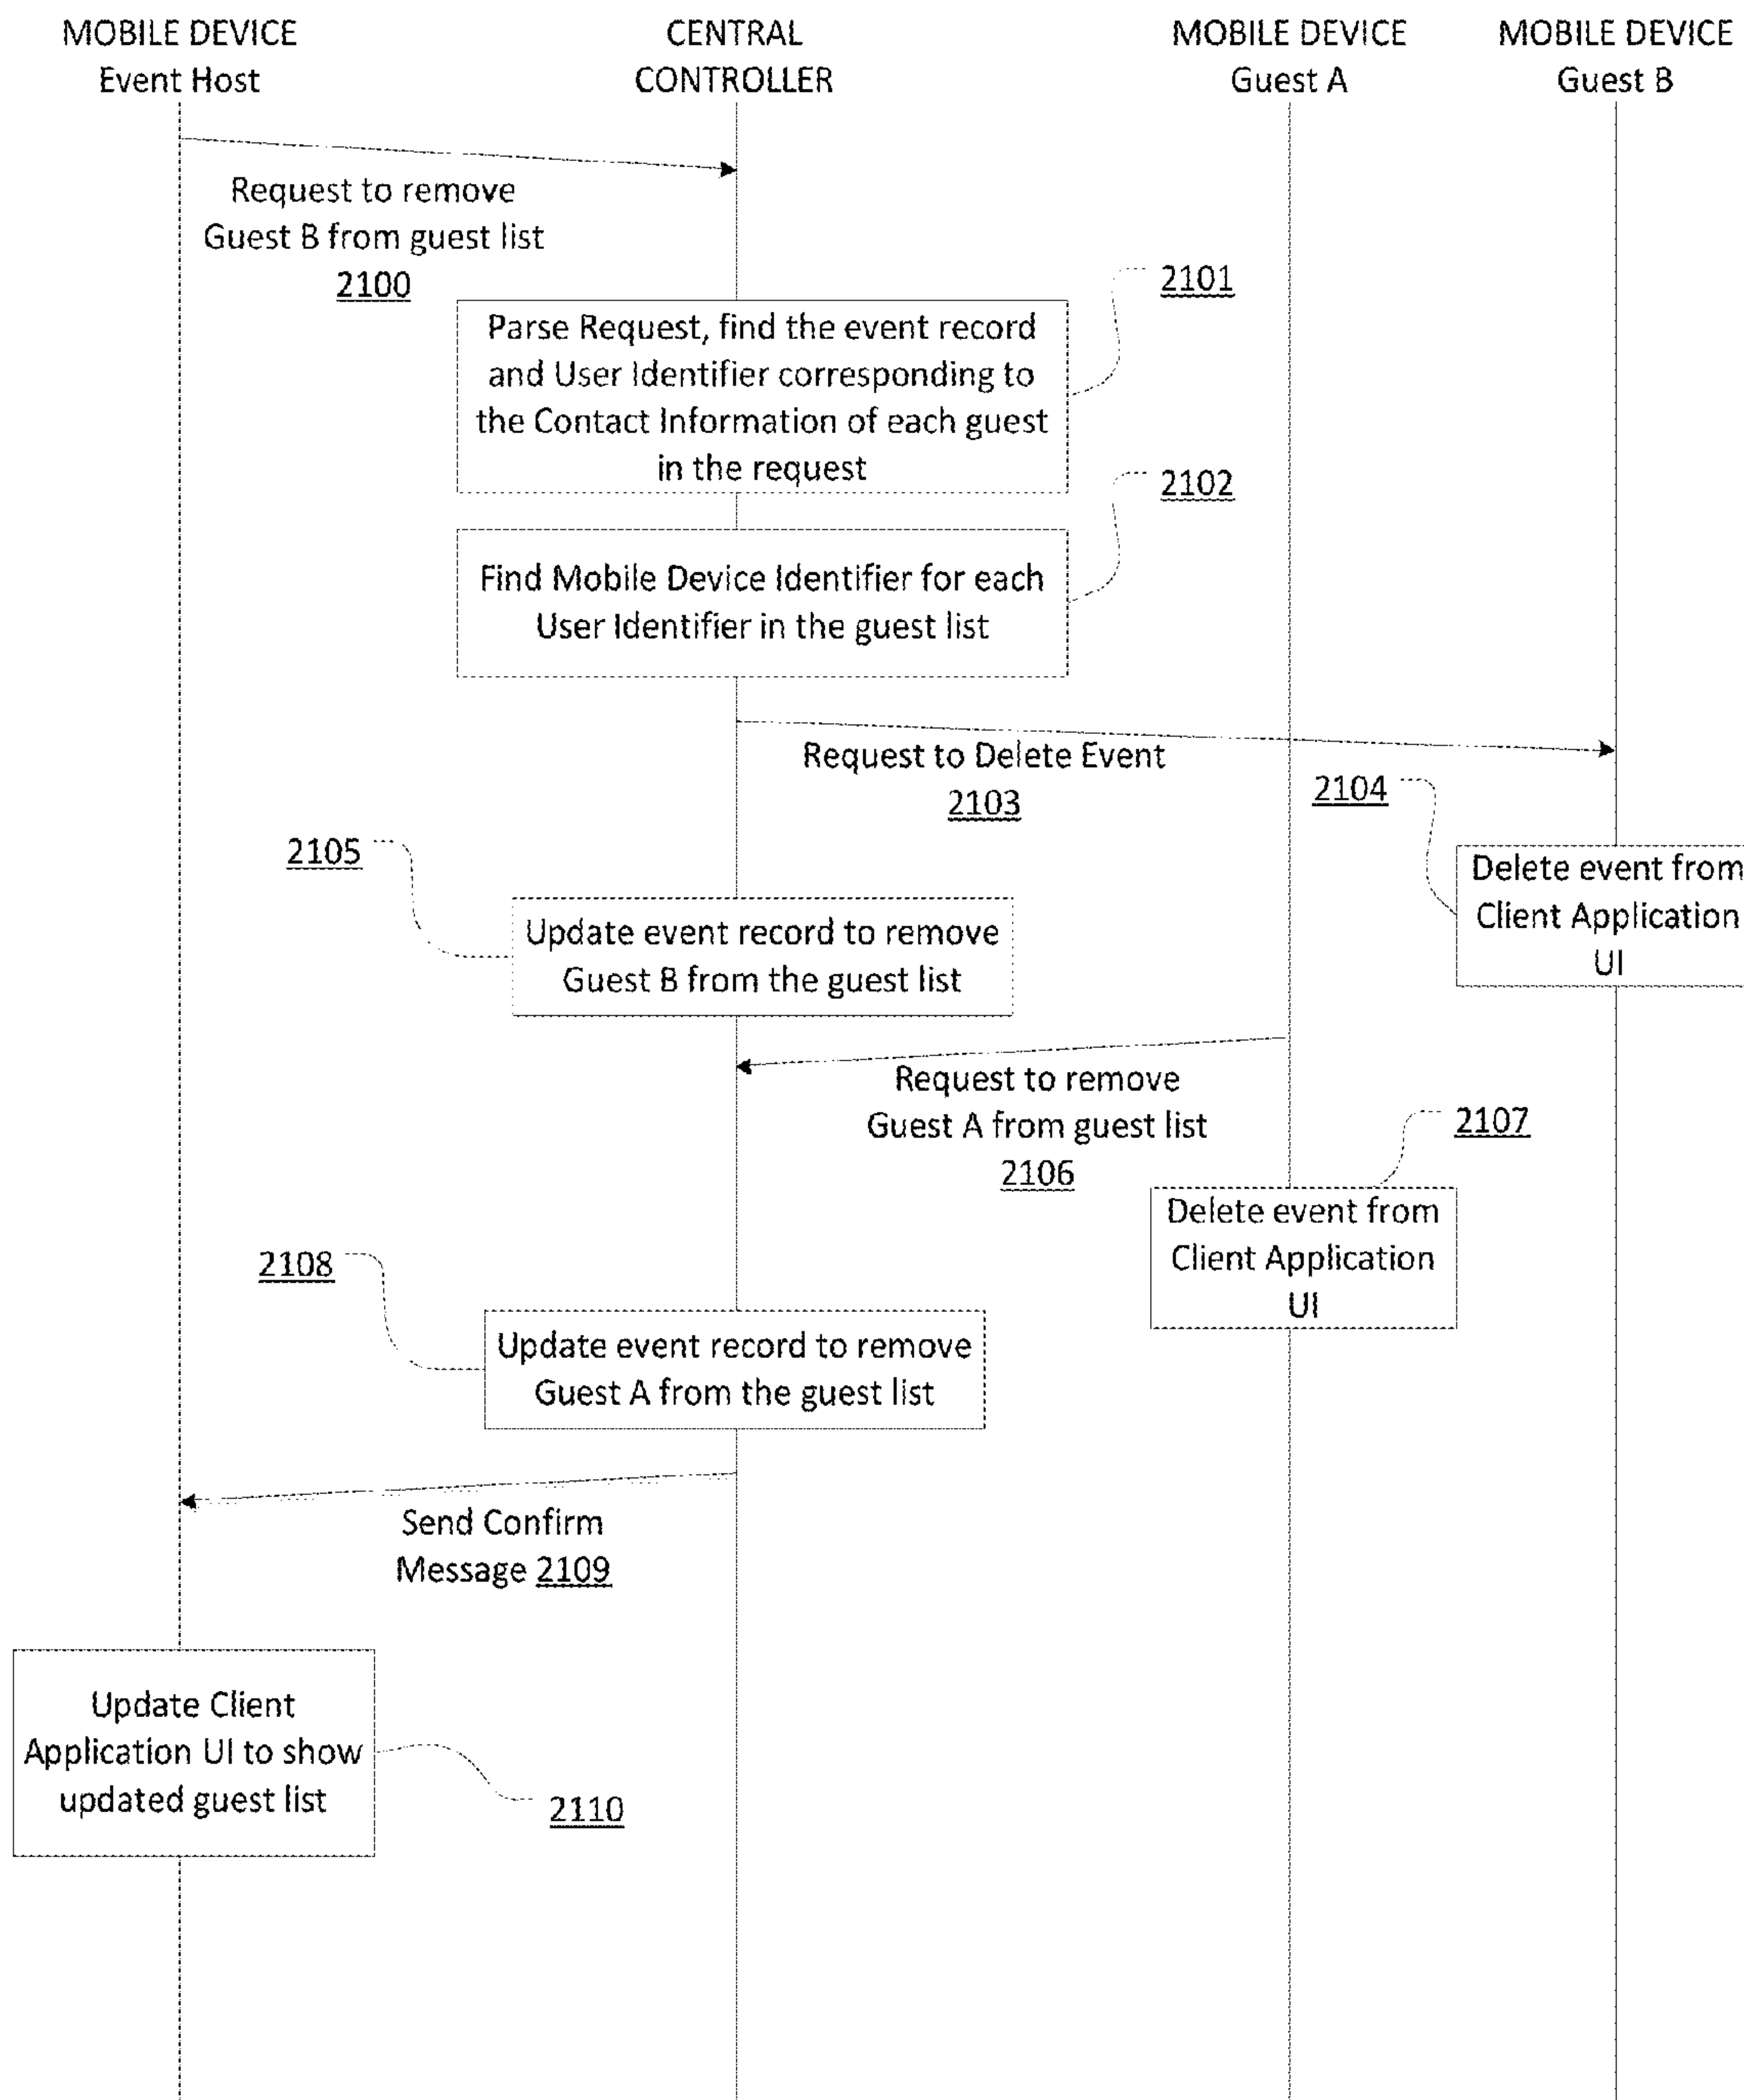 MOBILE DEVICE
Event Host
CENTRAL
CONTROLLER
MOBILE DEVICE
Guest A
MOBILE DEVICE
Guest B
Request to remove
Guest B from guest list
2100
2101
Parse Request, find the event record
and User Identifier corresponding to
the Contact Information of each guest
in the request
2102
Find Mobile Device Identifier for each
User Identifier in the guest list
Request to Delete Event
2103
2104
Delete event from
Client Application
UI
2105
Update event record to remove
Guest B from the guest list
Request to remove
Guest A from guest list
2106
2107
Delete event from
Client Application
UI
2108
Update event record to remove
Guest A from the guest list
Send Confirm
Message 2109
Update Client
Application UI to show
updated guest list
2110